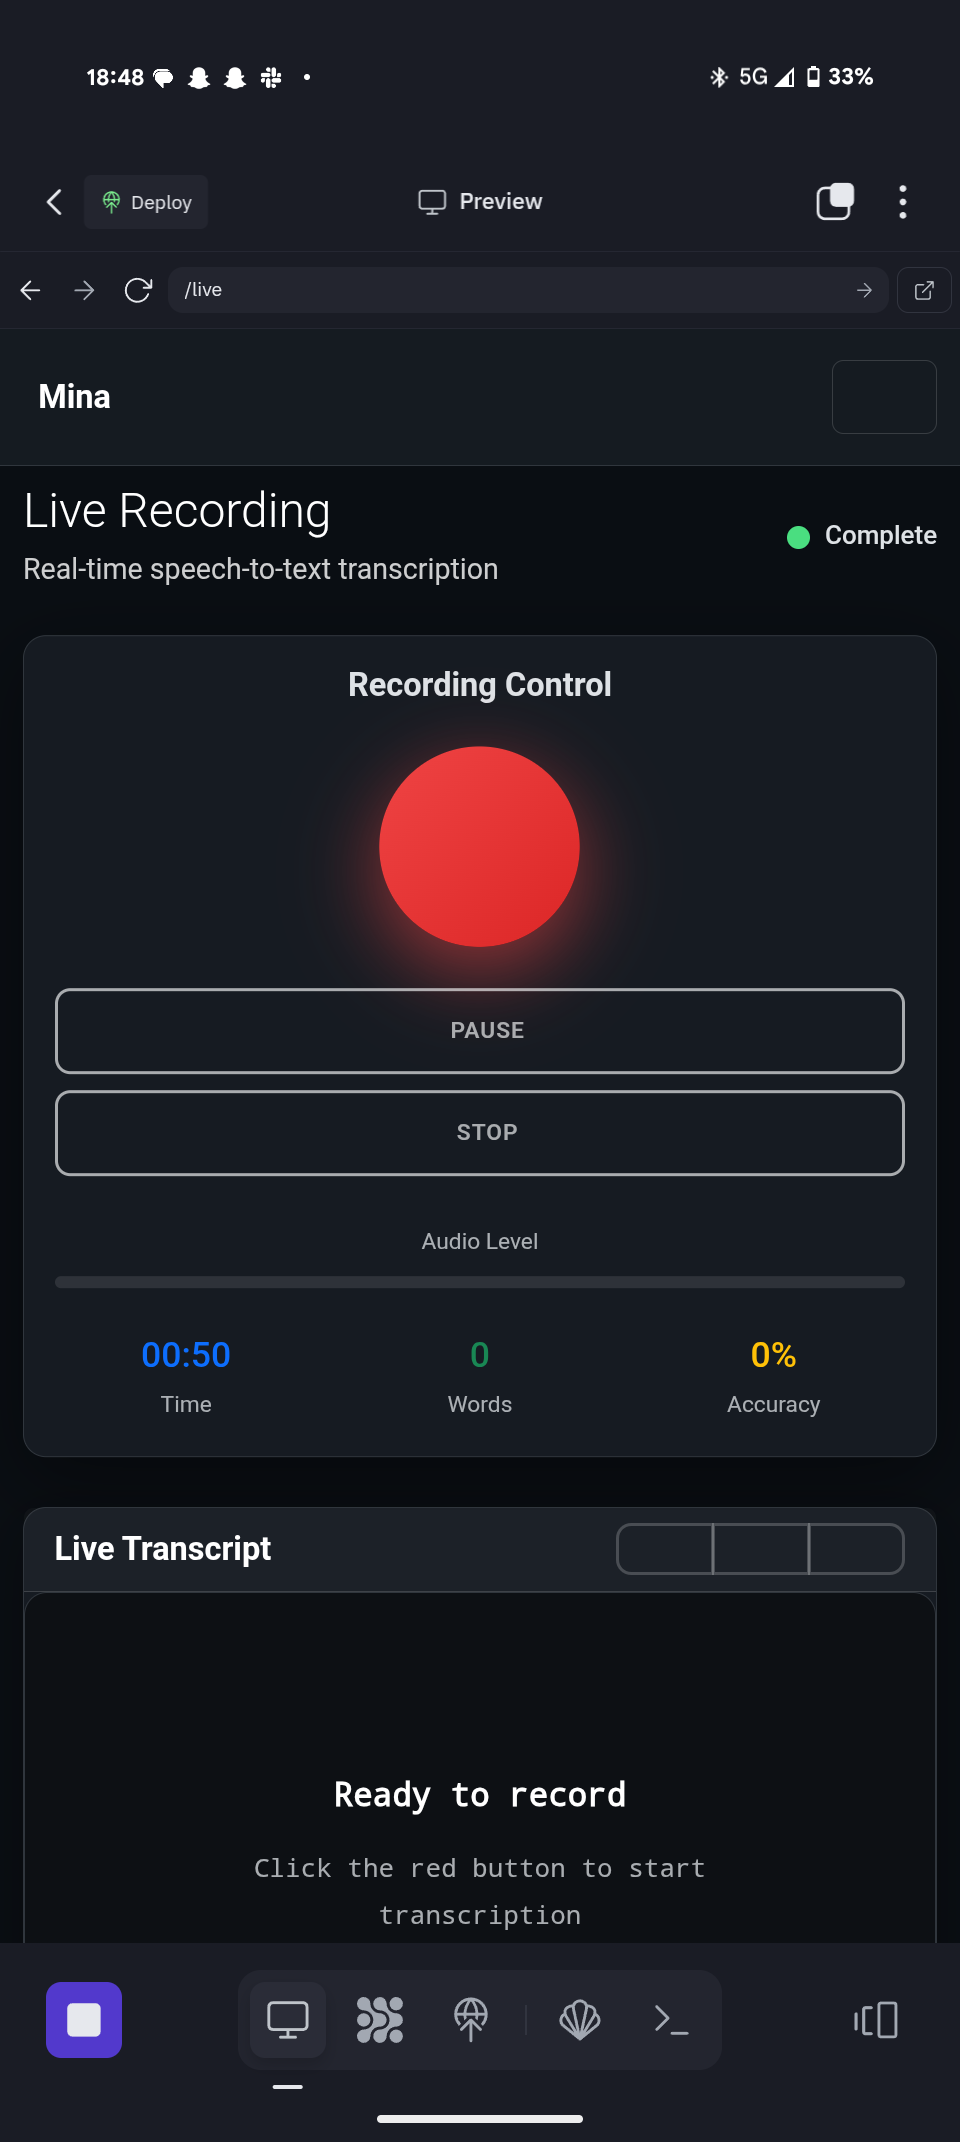 18:48
5G
33%
Deploy
Preview
/live
Mina
Live Recording
Real-time speech-to-text transcription
Complete
Recording Control
PAUSE
STOP
Audio Level
00:50 0 0%
Time Words Accuracy
Live Transcript
Ready to record
Click the red button to start
transcription